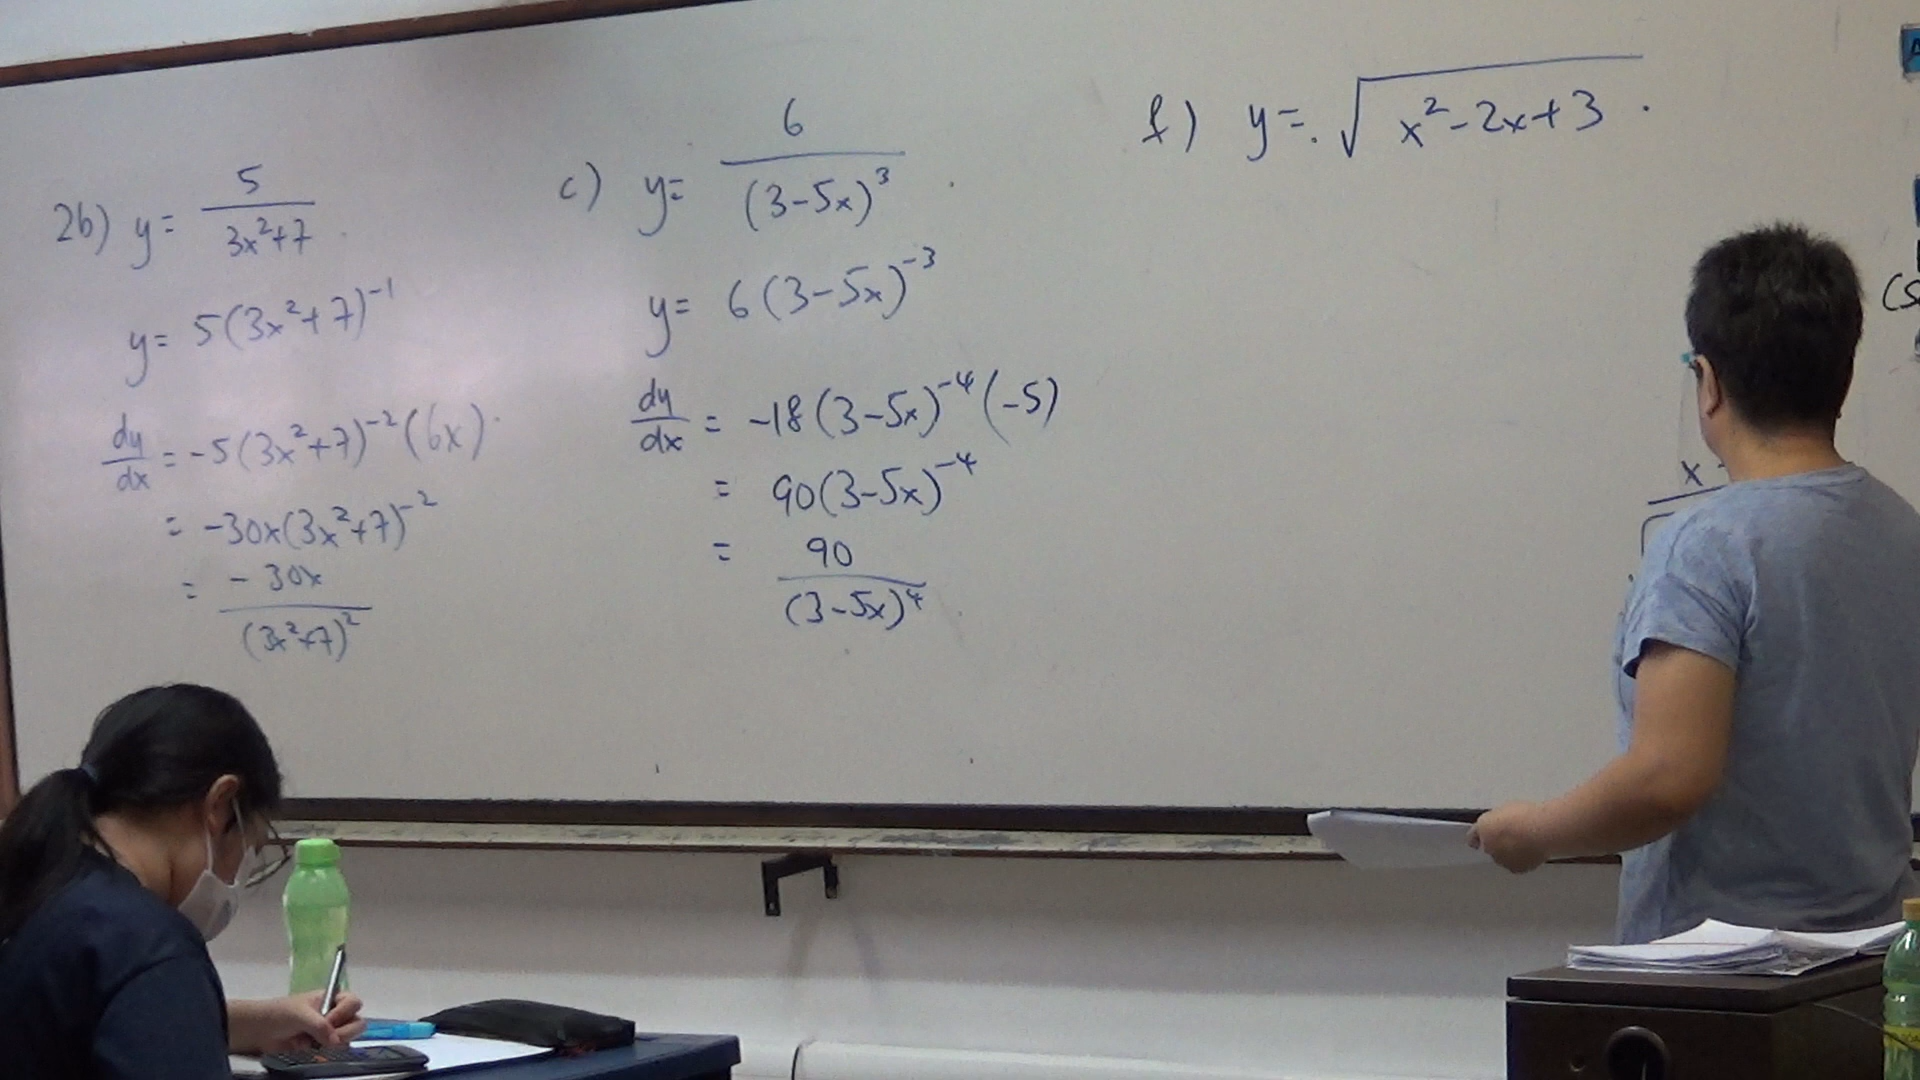 2b) y = 5/(3x²+7)
y = 5(3x²+7)⁻¹
dy/dx = -5(3x²+7)⁻²(6x)
= -30x(3x²+7)⁻²
= -30x/(3x²+7)²
c) y = 6/(3-5x)³
y = 6(3-5x)⁻³
dy/dx = -18(3-5x)⁻⁴(-5)
= 90(3-5x)⁻⁴
= 90/(3-5x)⁴
f) y = √(x²-2x+3)
x